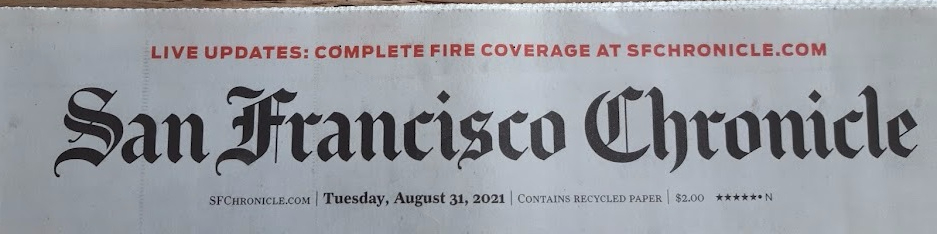 LIVE UPDATES: COMPLETE FIRE COVERAGE AT SFCHRONICLE.COM
San Francisco Chronicle
SFCHRONICLE.COM | Tuesday, August 31, 2021 | CONTAINS RECYCLED PAPER | $2.00 ★★★★★• N